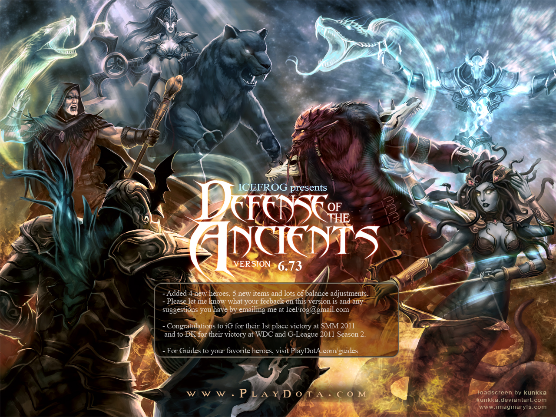 ICEFROG presents
DEFENSE OF THE ANCIENTS
VERSION 6.73
- Added 4 new heroes, 5 new items and lots of balance adjustments.
- Please let me know what your feeback on this version is and any
suggestions you have by emailing me at IceFrog@gmail.com
- Congratulations to iG for their 1st place victory at SMM 2011
and to DK for their victory at WDC and G-League 2011 Season 2.
- For Guides to your favorite heroes, visit PlayDotA.com/guides
www.PlayDota.com
loadscreen by Kunkka
kunkka.deviantart.com
www.imaginaryfs.com